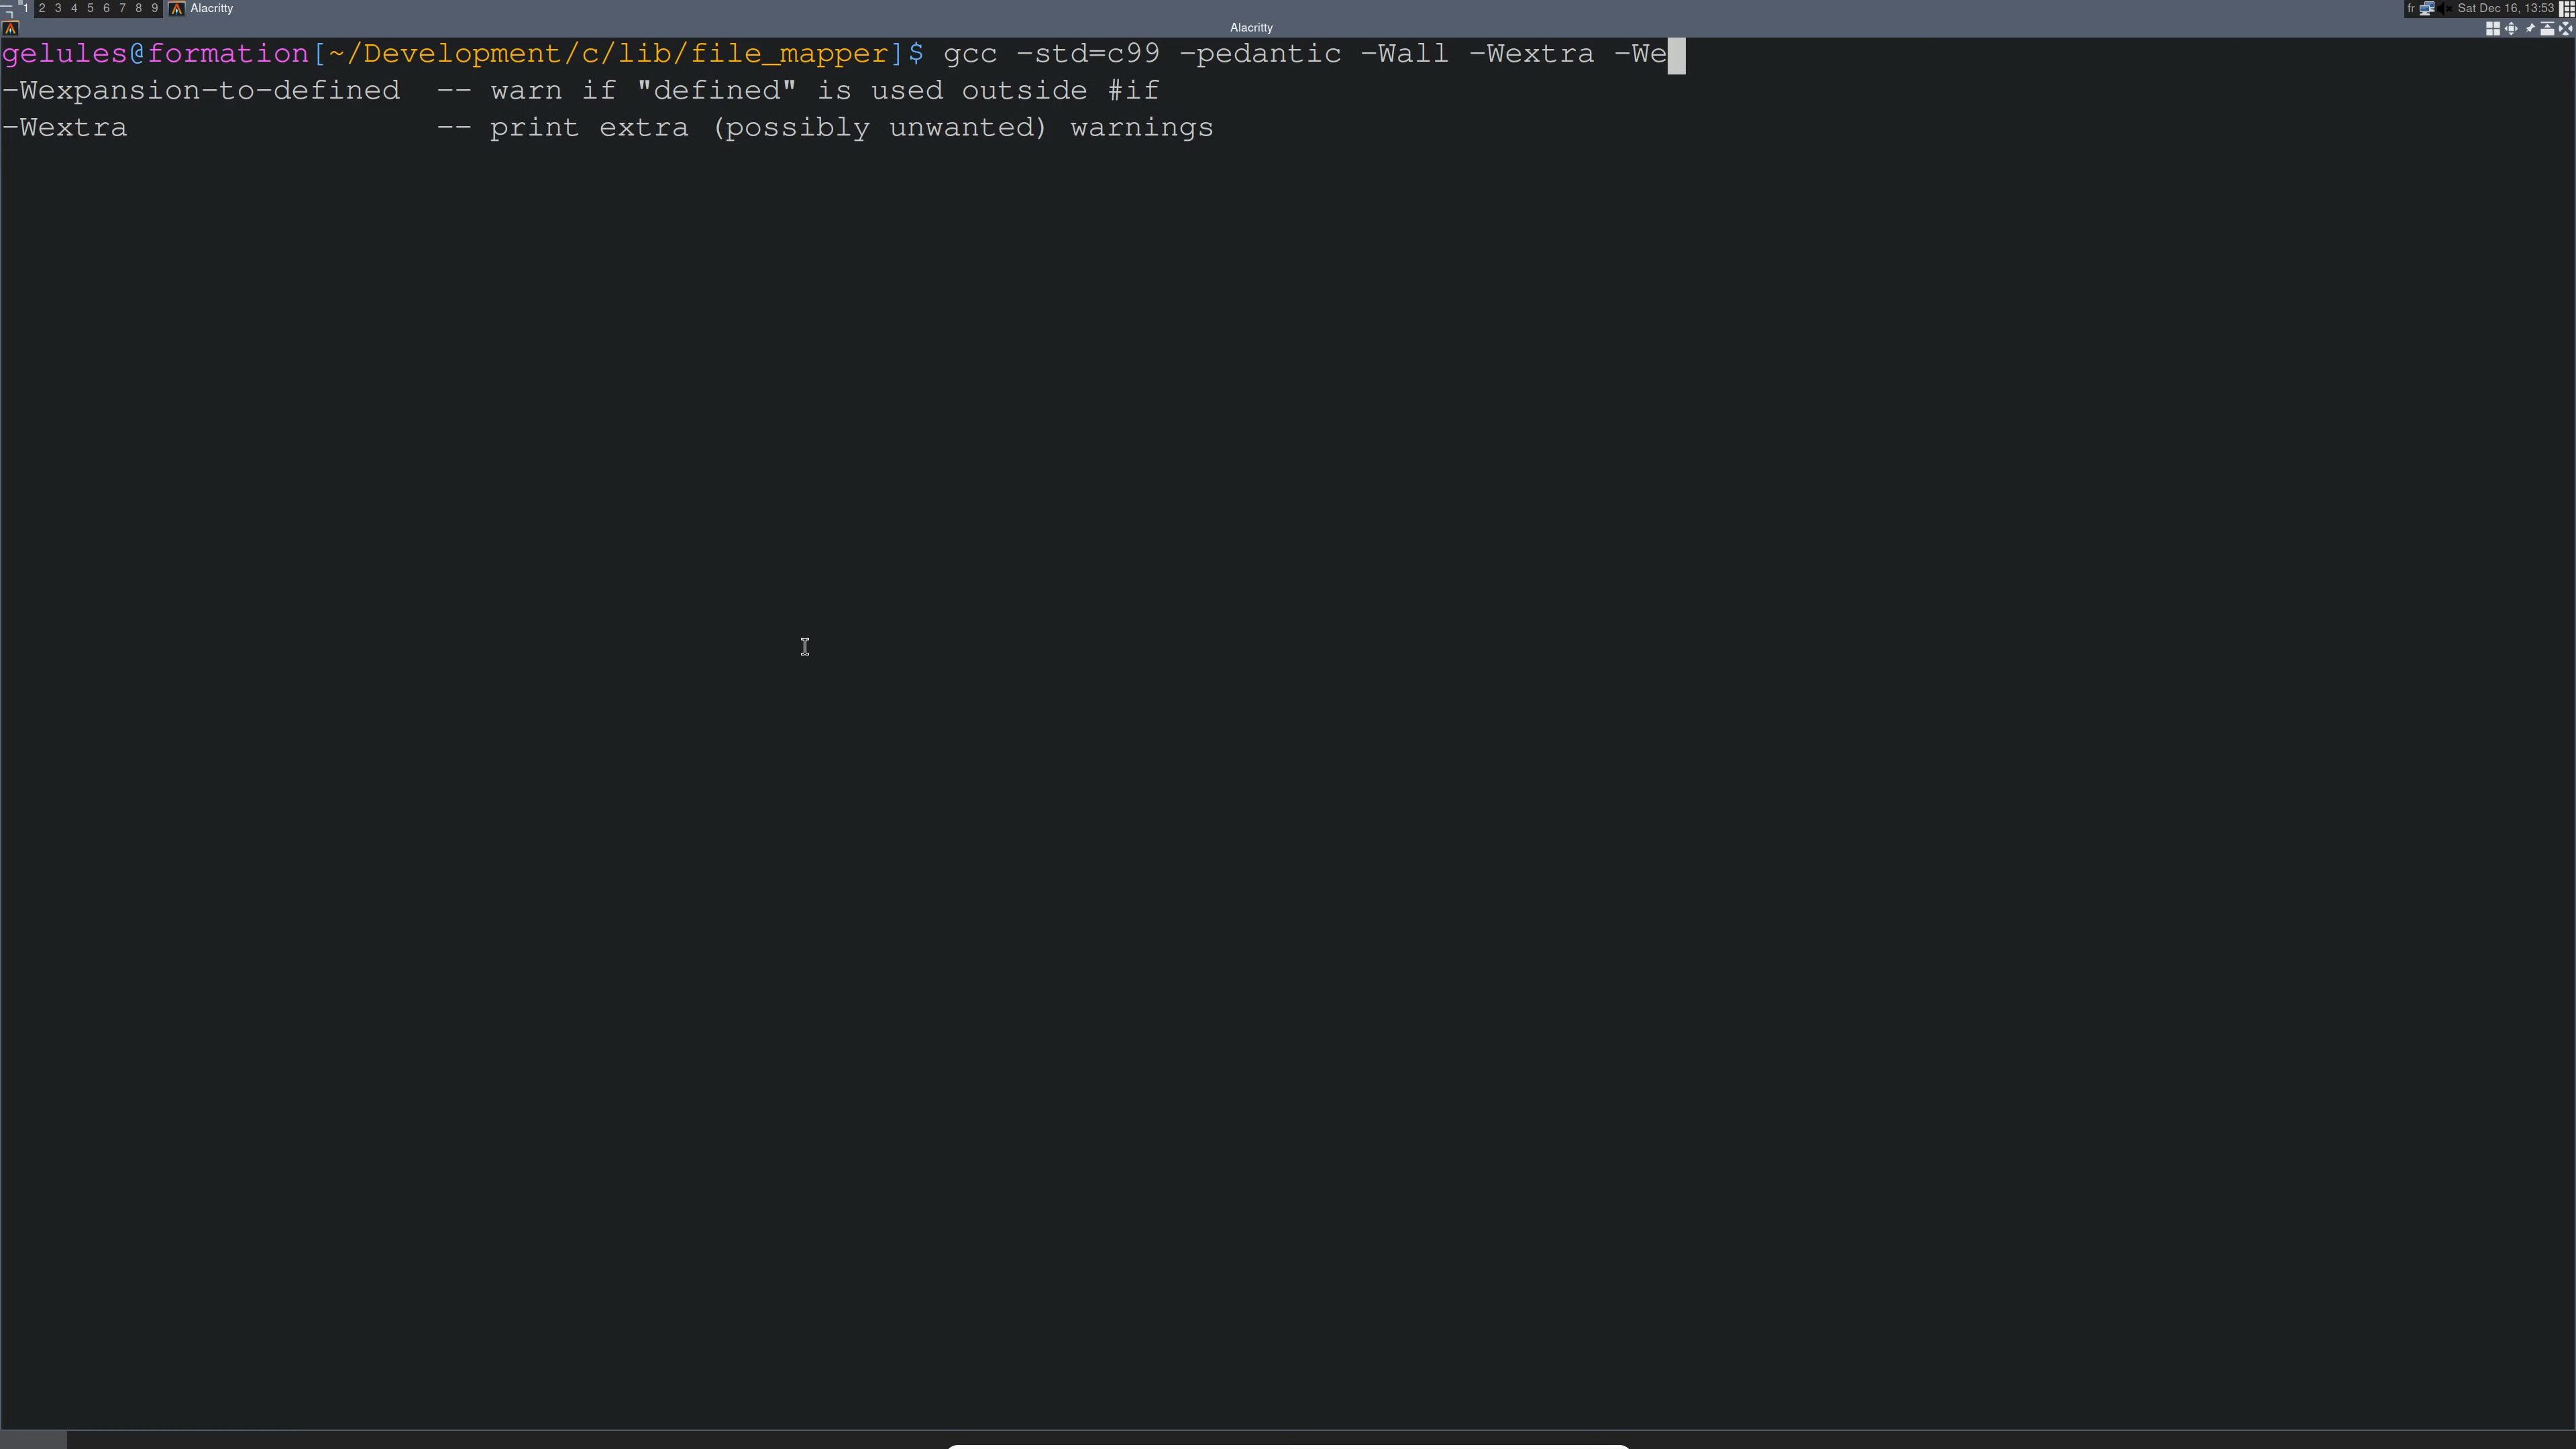 1 2 3 4 5 6 7 8 9 Alacritty fr Sat Dec 16, 13:53
Alacritty
gelules@formation[~/Development/c/lib/file_mapper]$ gcc -std=c99 -pedantic -Wall -Wextra -We
-Wexpansion-to-defined -- warn if "defined" is used outside #if
-Wextra -- print extra (possibly unwanted) warnings